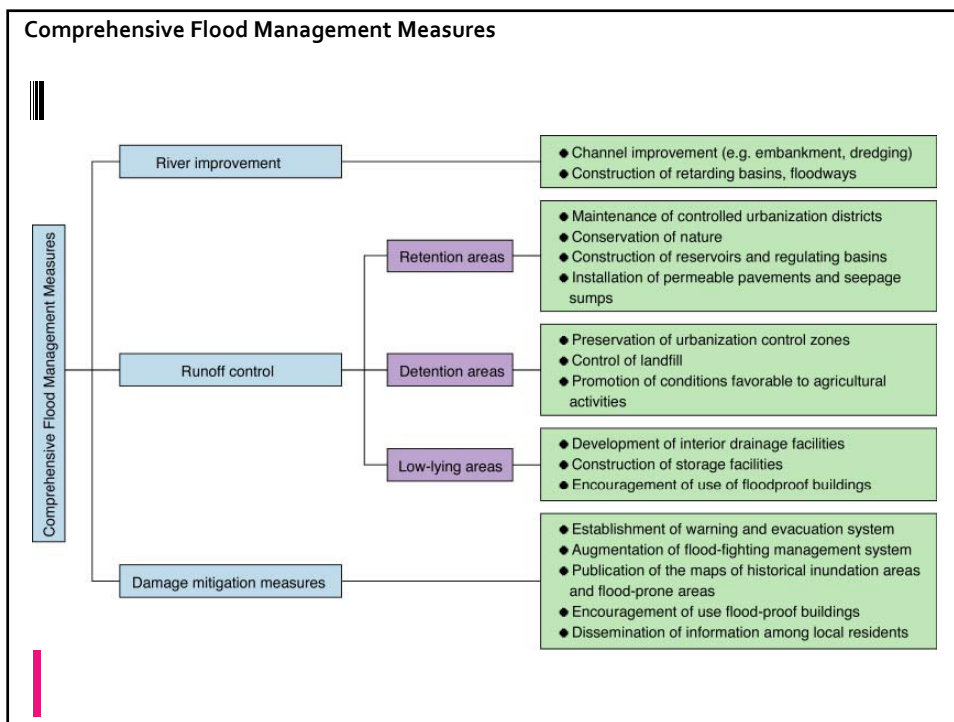 Comprehensive Flood Management Measures
Comprehensive Flood Management Measures
River improvement
● Channel improvement (e.g. embankment, dredging)
● Construction of retarding basins, floodways
Runoff control
Retention areas
● Maintenance of controlled urbanization districts
● Conservation of nature
● Construction of reservoirs and regulating basins
● Installation of permeable pavements and seepage
sumps
Detention areas
● Preservation of urbanization control zones
● Control of landfill
● Promotion of conditions favorable to agricultural
activities
Low-lying areas
● Development of interior drainage facilities
● Construction of storage facilities
● Encouragement of use of floodproof buildings
Damage mitigation measures
● Establishment of warning and evacuation system
● Augmentation of flood-fighting management system
● Publication of the maps of historical inundation areas
and flood-prone areas
● Encouragement of use flood-proof buildings
● Dissemination of information among local residents